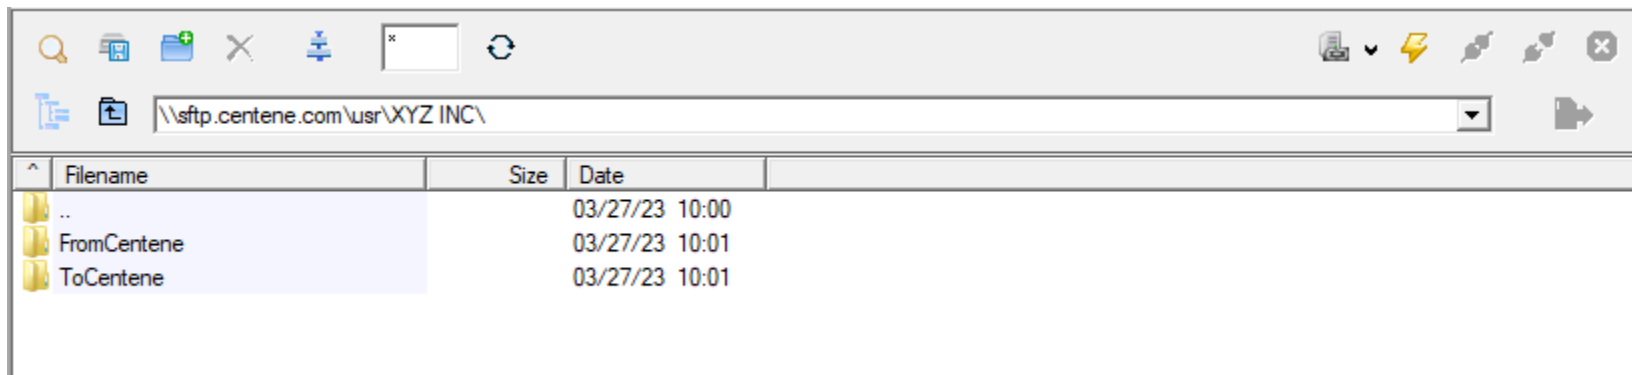 *
\\sftp.centene.com\usr\XYZ INC\
^ Filename Size Date
.. 03/27/23 10:00
FromCentene 03/27/23 10:01
ToCentene 03/27/23 10:01